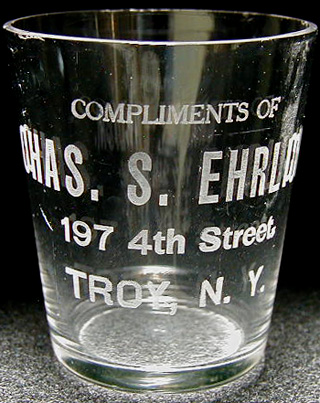 COMPLIMENTS OF
CHAS. S.
197 4th Street
TROY, N. Y.